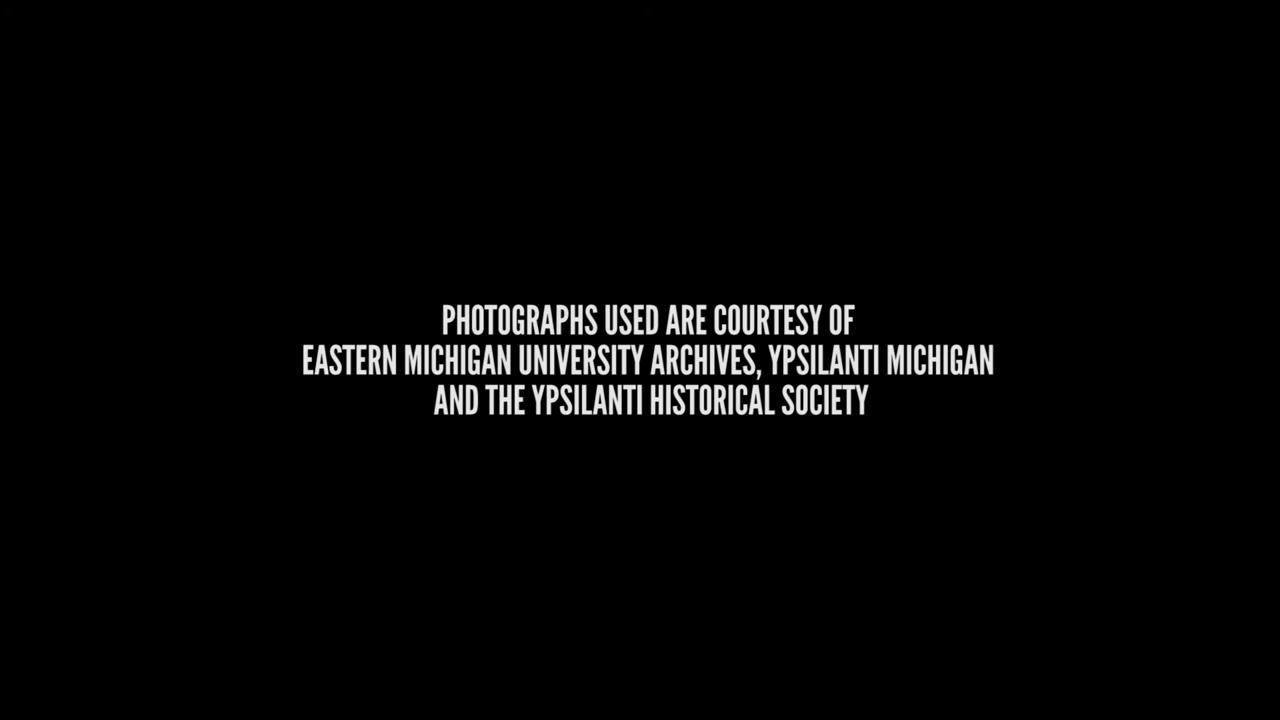 PHOTOGRAPHS USED ARE COURTESY OF
EASTERN MICHIGAN UNIVERSITY ARCHIVES, YPSILANTI MICHIGAN
AND THE YPSILANTI HISTORICAL SOCIETY